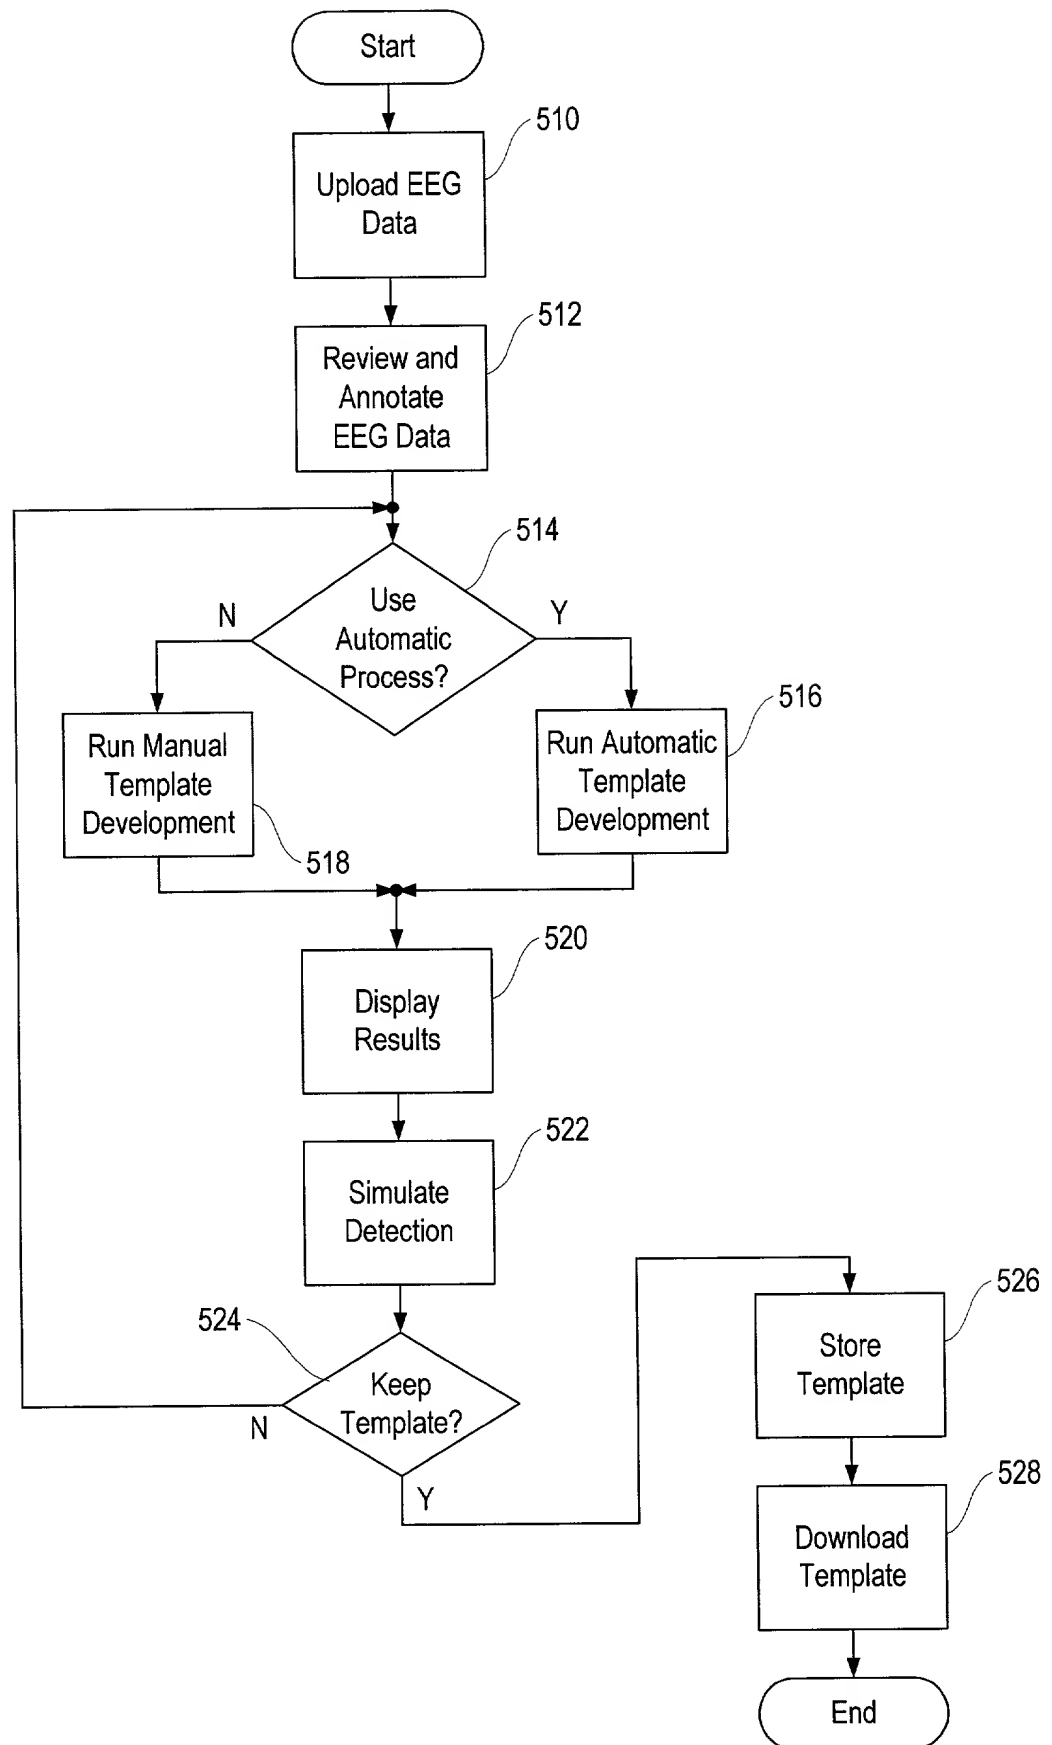 Start
510
Upload EEG
Data
512
Review and
Annotate
EEG Data
514
Use
Automatic
Process?
N
Y
516
Run Manual
Template
Development
518
Run Automatic
Template
Development
520
Display
Results
522
Simulate
Detection
524
Keep
Template?
N
Y
526
Store
Template
528
Download
Template
End